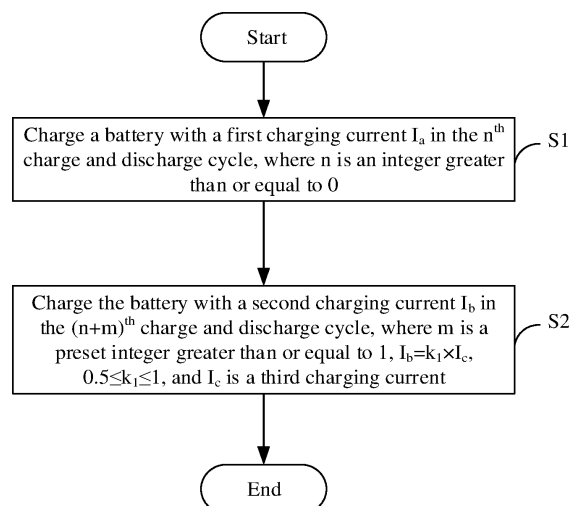 Start
Charge a battery with a first charging current Ia in the nth
charge and discharge cycle, where n is an integer greater
than or equal to 0
S1
Charge the battery with a second charging current Ib in
the (n+m)th charge and discharge cycle, where m is a
preset integer greater than or equal to 1, Ib=k1×Ic,
0.5≤k1≤1, and Ic is a third charging current
S2
End